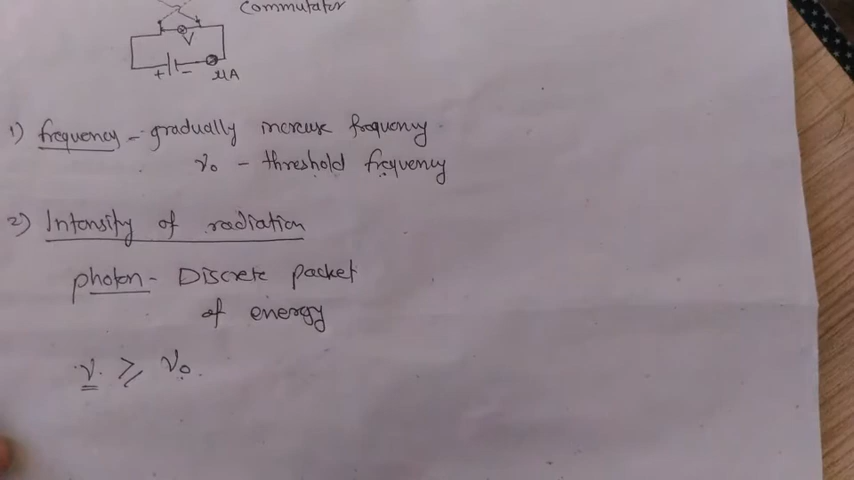 Commutator
V
+ -
μA
1) frequency - gradually increase frequency
ν₀ - threshold frequency
2) Intensity of radiation
photon - Discrete packet
of energy
ν ≥ ν₀